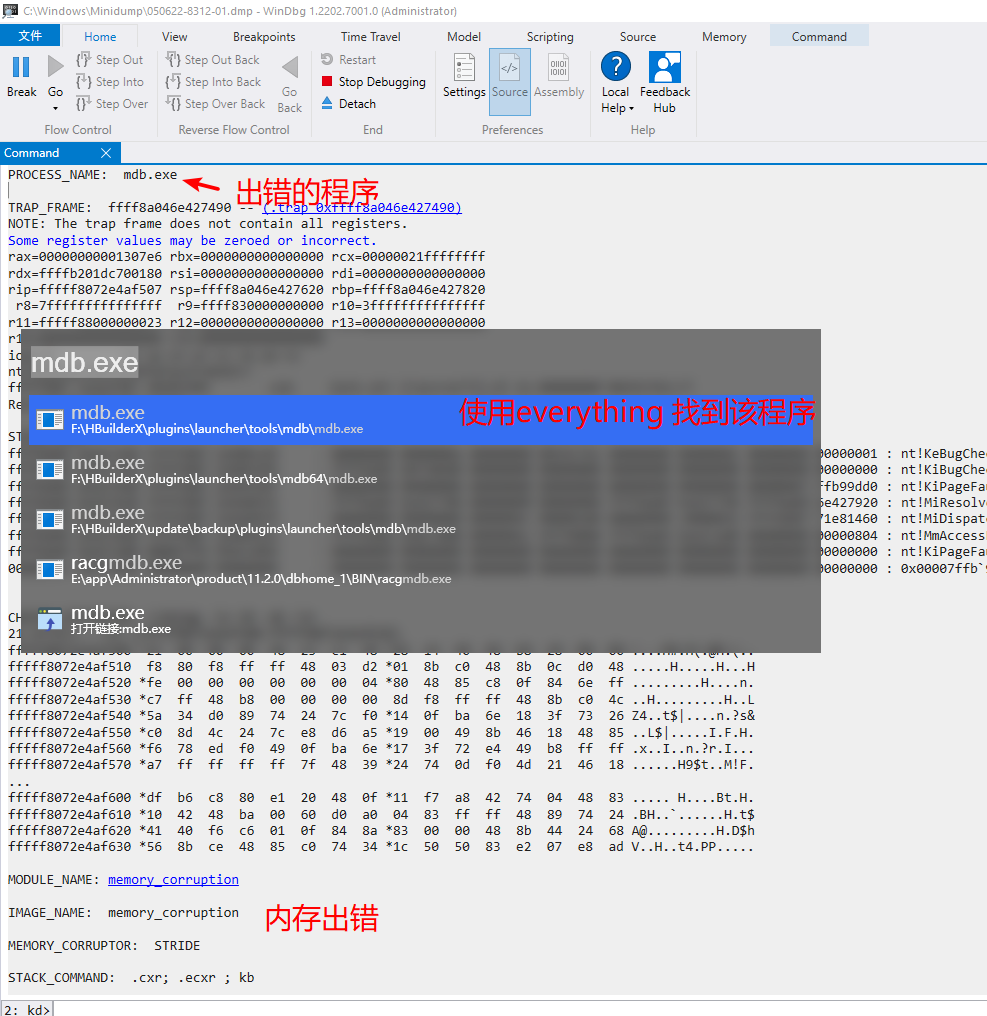 C:\Windows\Minidump\050622-8312-01.dmp - WinDbg 1.2202.7001.0 (Administrator)
文件 Home View Breakpoints Time Travel Model Scripting Source Memory Command
Step Out Step Out Back Restart
Step Into Step Into Back Stop Debugging
Step Over Step Over Back Detach
Break Go Go Back Settings Source Assembly Local Help Feedback Hub
Flow Control Reverse Flow Control End Preferences Help
Command
PROCESS_NAME: mdb.exe
出错的程序
TRAP_FRAME: ffff8a046e427490 -- (.trap 0xffff8a046e427490)
NOTE: The trap frame does not contain all registers.
Some register values may be zeroed or incorrect.
rax=00000000001307e6 rbx=0000000000000000 rcx=00000021ffffffff
rdx=ffffb201dc700180 rsi=0000000000000000 rdi=0000000000000000
rip=fffff8072e4af507 rsp=ffff8a046e427620 rbp=ffff8a046e427820
r8=7fffffffffffffff r9=ffff830000000000 r10=3fffffffffffffff
r11=fffff88000000023 r12=0000000000000000 r13=0000000000000000
mdb.exe
mdb.exe
使用everything 找到该程序
F:\HBuilderX\plugins\launcher\tools\mdb\mdb.exe
00000001 : nt!KeBugChe
mdb.exe
00000000 : nt!KiBugChe
F:\HBuilderX\plugins\launcher\tools\mdb64\mdb.exe
ffb99dd0 : nt!KiPageFau
6e427920 : nt!MiResolv
mdb.exe
71e81460 : nt!MiDispat
F:\HBuilderX\update\backup\plugins\launcher\tools\mdb\mdb.exe
00000804 : nt!MmAccess
00000000 : nt!KiPageFau
racgmdb.exe
00000000 : 0x00007ffb`9
E:\app\Administrator\product\11.2.0\dbhome_1\BIN\racgmdb.exe
mdb.exe
打开链接:mdb.exe
fffff8072e4af510 f8 80 f8 ff ff 48 03 d2 *01 8b c0 48 8b 0c d0 48 .....H.....H...H
fffff8072e4af520 *fe 00 00 00 00 00 00 04 *80 48 85 c8 0f 84 6e ff .........H....n.
fffff8072e4af530 *c7 ff 48 b8 00 00 00 00 8d f8 ff ff 48 8b c0 4c ..H.........H..L
fffff8072e4af540 *5a 34 d0 89 74 24 7c f0 *14 0f ba 6e 18 3f 73 26 Z4..t$|....n.?s&
fffff8072e4af550 *c0 8d 4c 24 7c e8 d6 a5 *19 00 49 8b 46 18 48 85 ..L$|.....I.F.H.
fffff8072e4af560 *f6 78 ed f0 49 0f ba 6e *17 3f 72 e4 49 b8 ff ff .x..I..n.?r.I...
fffff8072e4af570 *a7 ff ff ff ff 7f 48 39 *24 74 0d f0 4d 21 46 18 ......H9$t..M!F.
...
fffff8072e4af600 *df b6 c8 80 e1 20 48 0f *11 f7 a8 42 74 04 48 83 ..... H....Bt.H.
fffff8072e4af610 *10 42 48 ba 00 60 d0 a0 04 83 ff ff 48 89 74 24 .BH..`......H.t$
fffff8072e4af620 *41 40 f6 c6 01 0f 84 8a *83 00 00 48 8b 44 24 68 A@.........H.D$h
fffff8072e4af630 *56 8b ce 48 85 c0 74 34 *1c 50 50 83 e2 07 e8 ad V..H..t4.PP.....
MODULE_NAME: memory_corruption
IMAGE_NAME: memory_corruption
内存出错
MEMORY_CORRUPTOR: STRIDE
STACK_COMMAND: .cxr; .ecxr ; kb
2: kd>